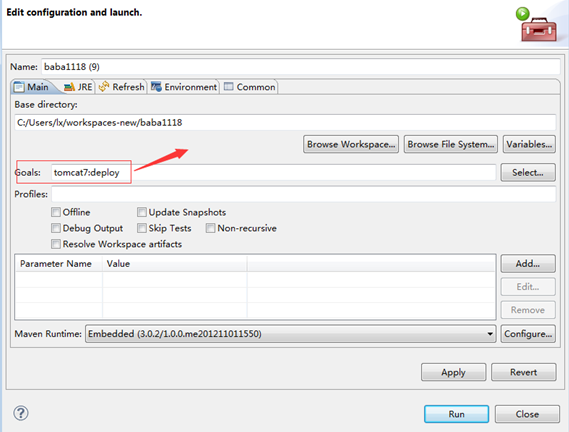 Edit configuration and launch.
Name: baba1118 (9)
Main JRE Refresh Environment Common
Base directory:
C:/Users/lx/workspaces-new/baba1118
Browse Workspace... Browse File System... Variables...
Goals: tomcat7:deploy Select...
Profiles:
Offline Update Snapshots
Debug Output Skip Tests Non-recursive
Resolve Workspace artifacts
Parameter Name Value Add...
Edit...
Remove
Maven Runtime: Embedded (3.0.2/1.0.0.me201211011550) Configure...
Apply Revert
? Run Close